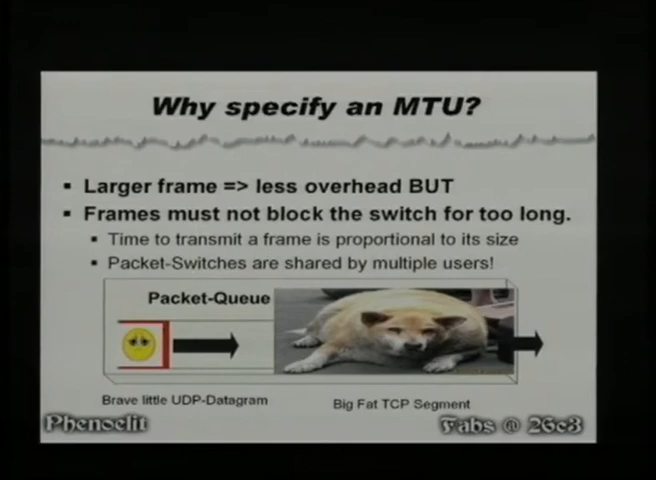 Why specify an MTU?
Larger frame => less overhead BUT
Frames must not block the switch for too long.
Time to transmit a frame is proportional to its size
Packet-Switches are shared by multiple users!
Packet-Queue
Brave little UDP-Datagram
Big Fat TCP Segment
Phenoelit
Fabs @ 26c3